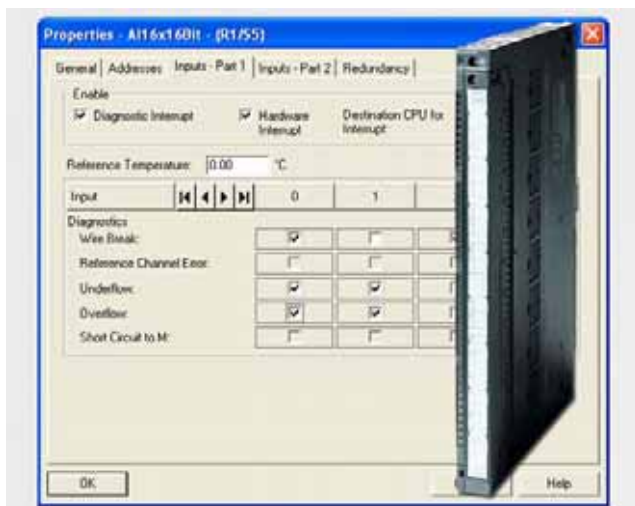 Properties - AI16x16Bit - (R1/S5)
General Addresses Inputs - Part 1 Inputs - Part 2 Redundancy
Enable
Diagnostic Interrupt Hardware Interrupt Destination CPU for Interrupt
Reference Temperature: 0.00 °C
Input 0 1
Diagnostics
Wire Break:
Reference Channel Error:
Underflow:
Overflow:
Short Circuit to M:
OK Help